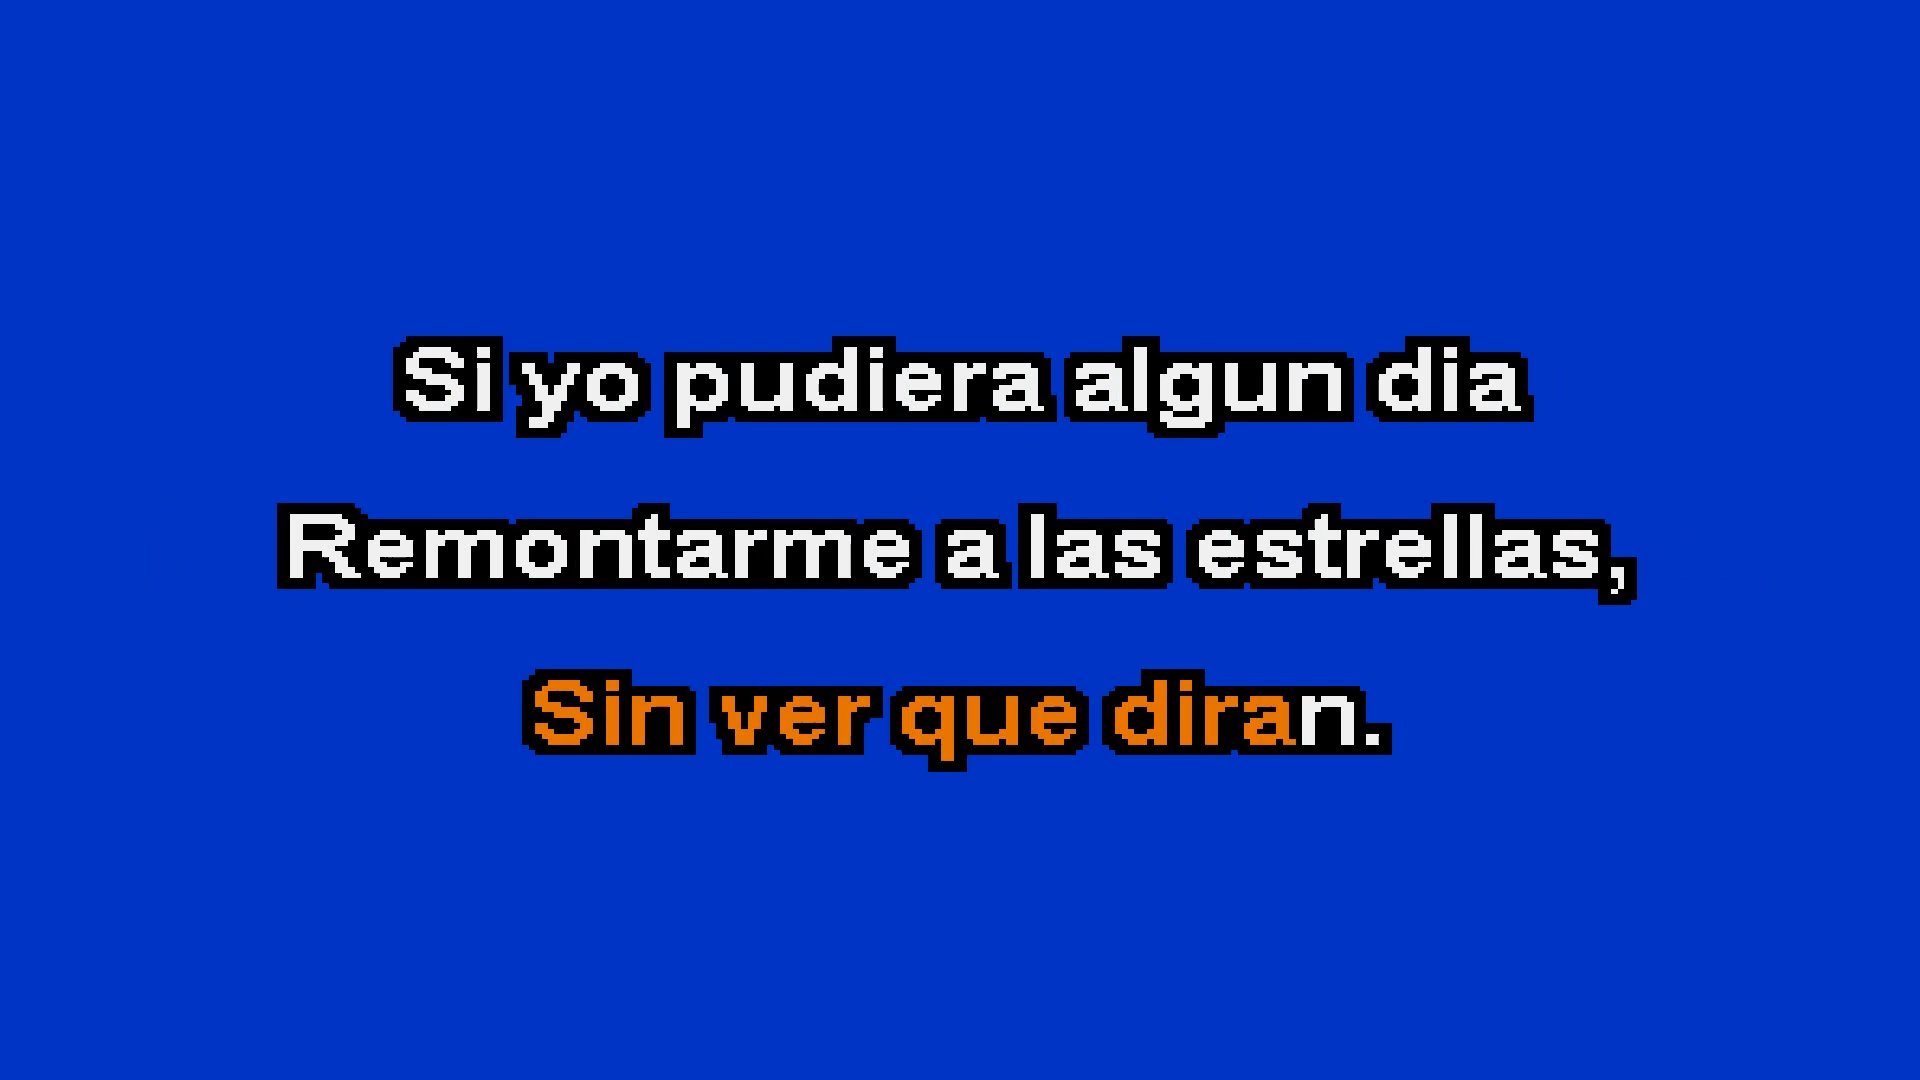 Si yo pudiera algun dia
Remontarme a las estrellas,
Sin ver que diran.